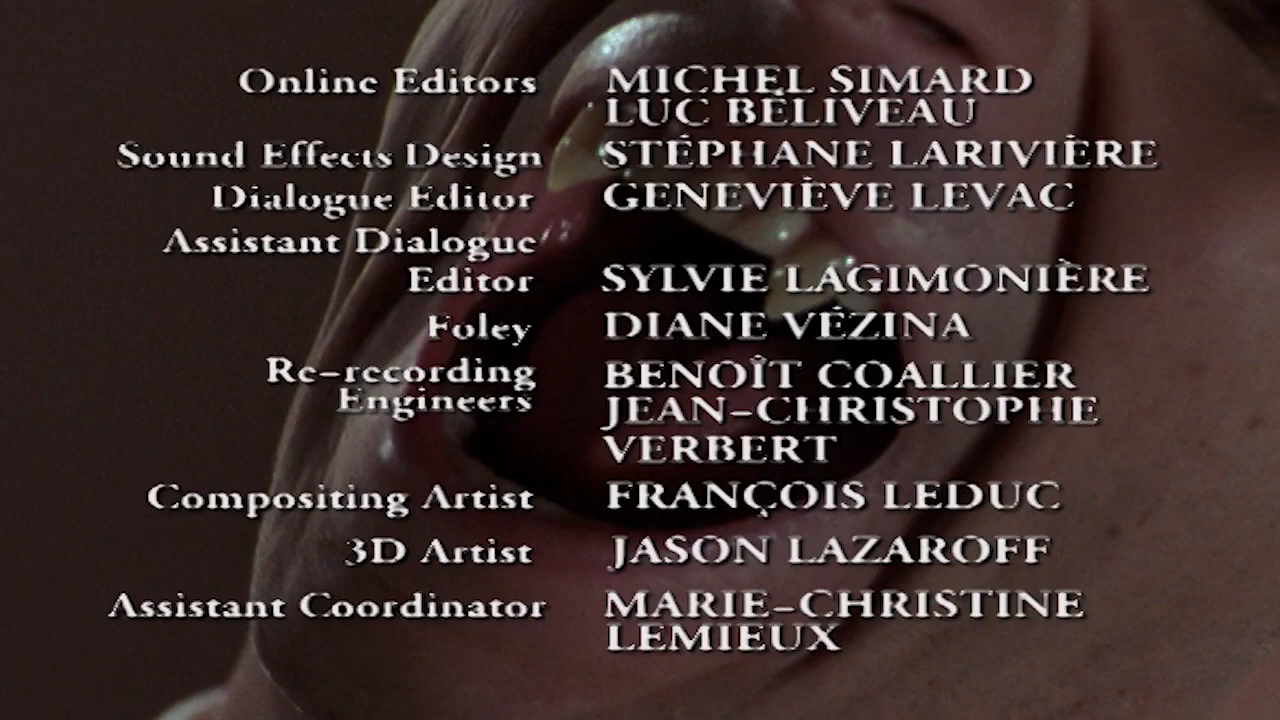 Online Editors MICHEL SIMARD
LUC BÉLIVEAU
Sound Effects Design STÉPHANE LARIVIÈRE
Dialogue Editor GENEVIÈVE LEVAC
Assistant Dialogue
Editor SYLVIE LAGIMONIÈRE
Foley DIANE VÉZINA
Re-recording BENOÎT COALLIER
Engineers JEAN-CHRISTOPHE
VERBERT
Compositing Artist FRANÇOIS LEDUC
3D Artist JASON LAZAROFF
Assistant Coordinator MARIE-CHRISTINE
LEMIEUX